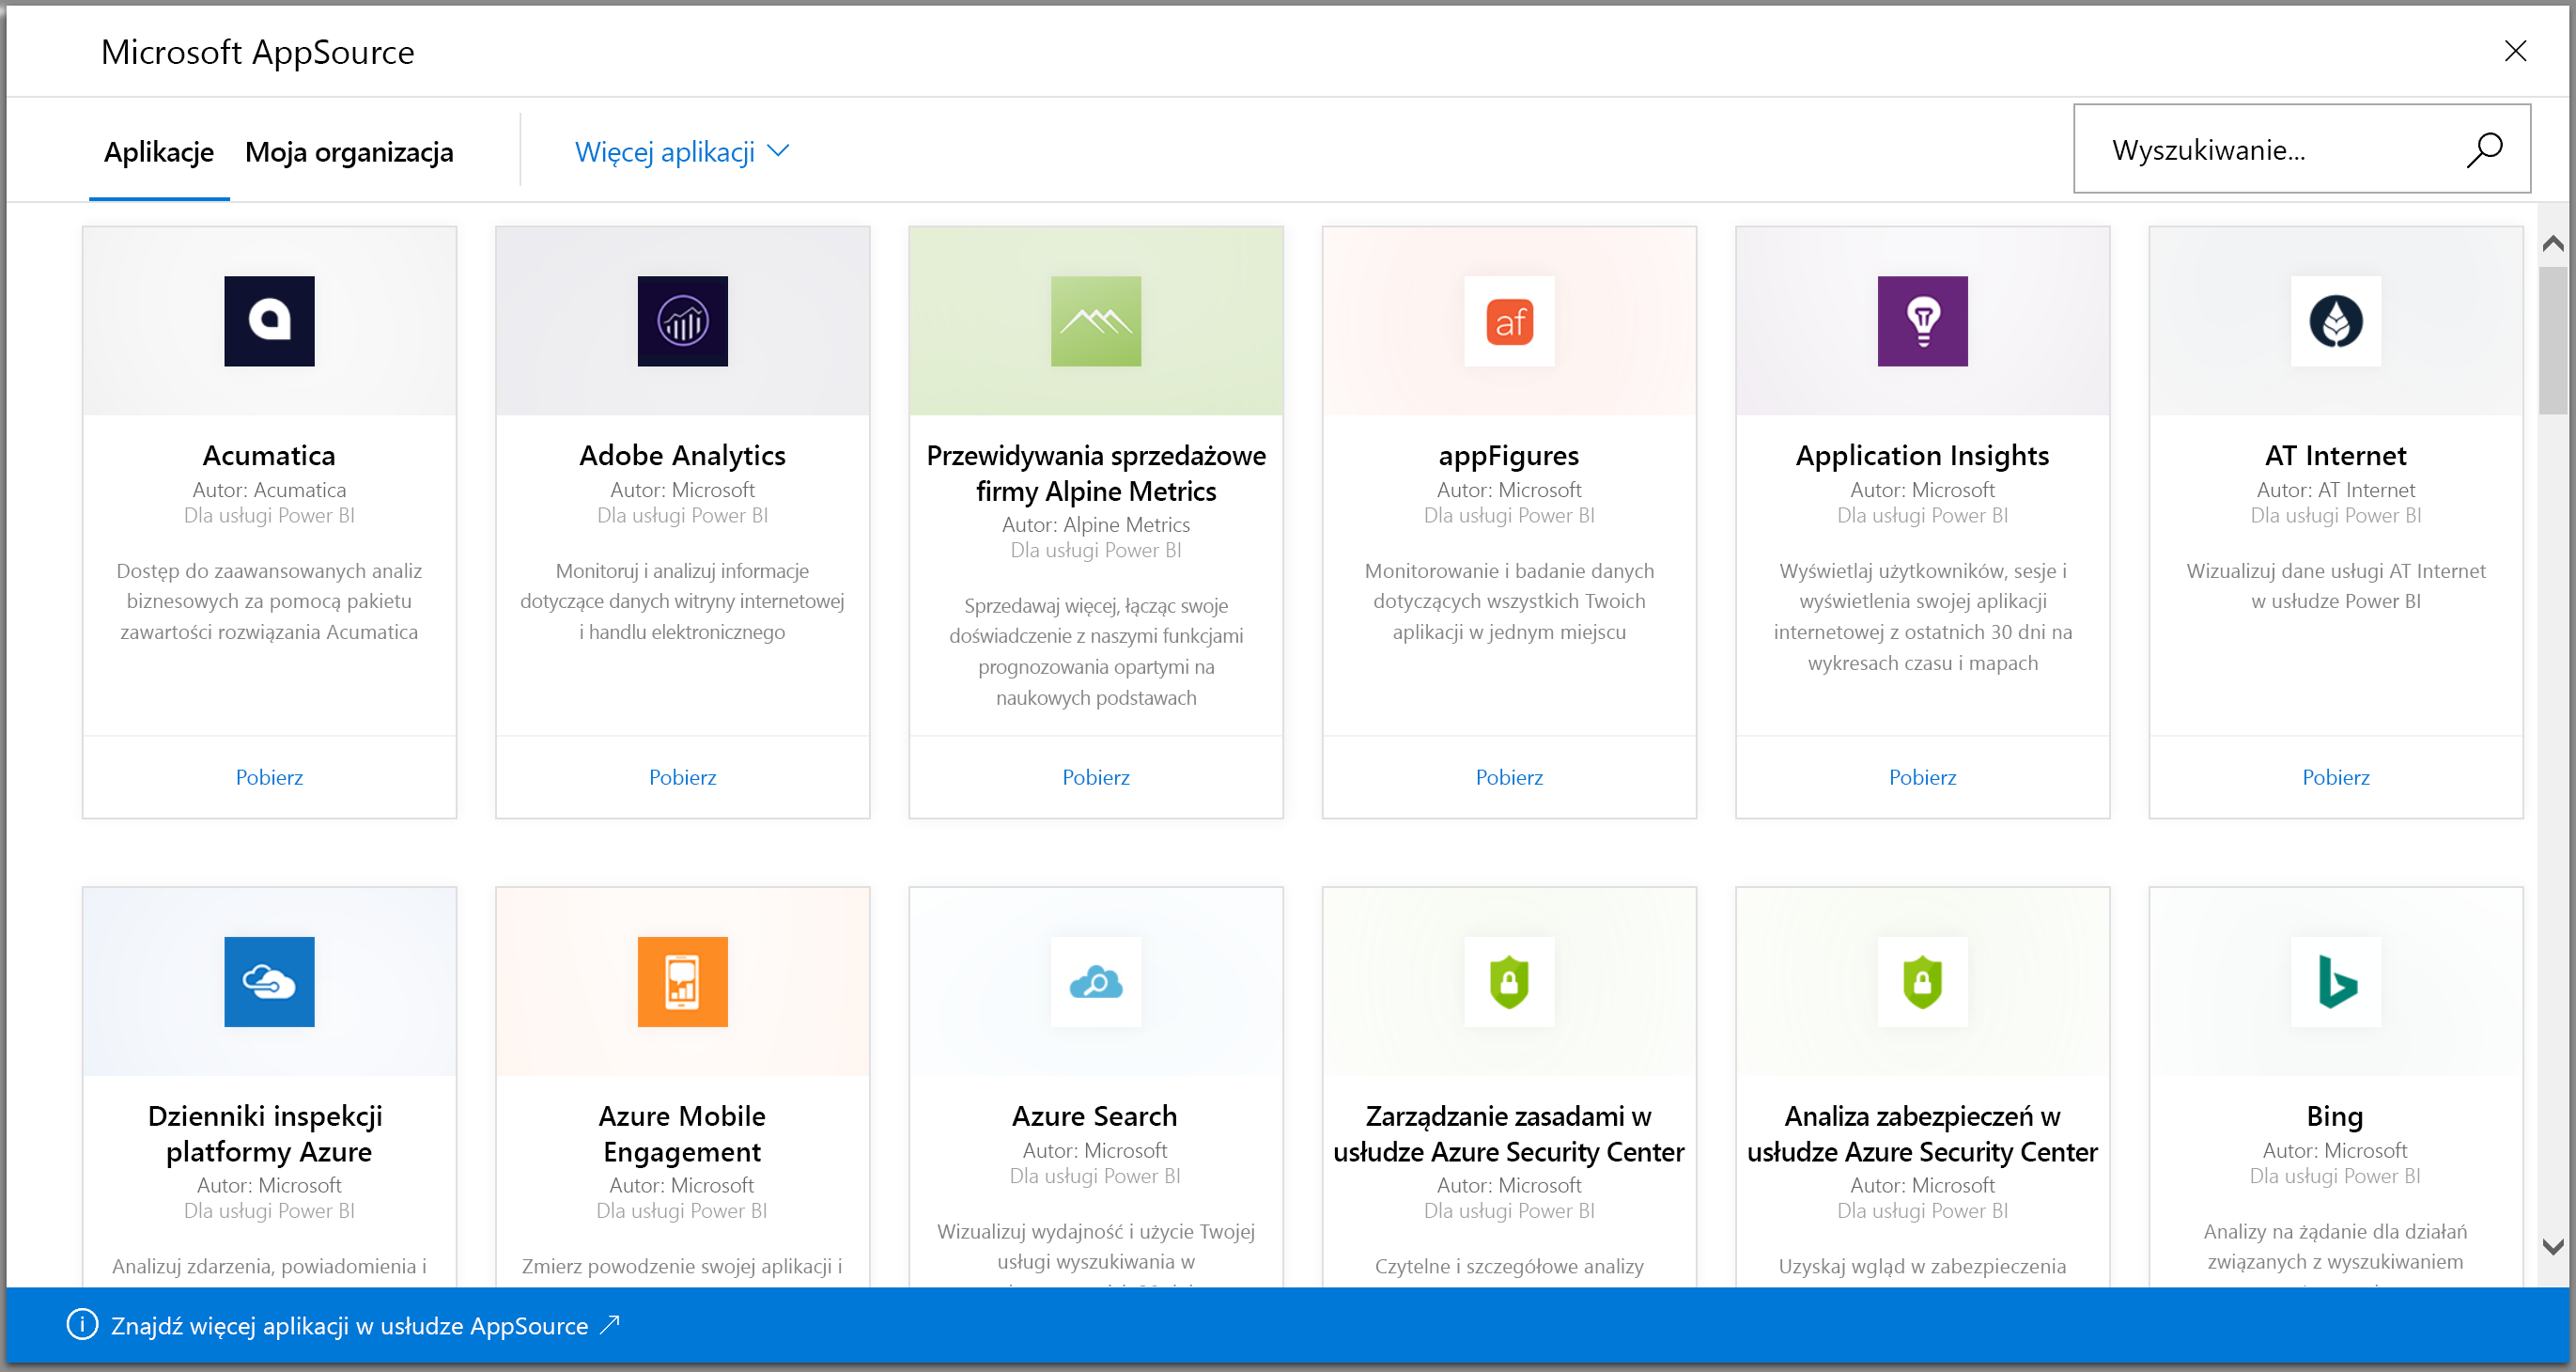 Microsoft AppSource
Aplikacje
Moja organizacja
Więcej aplikacji
Wyszukiwanie...
Acumatica
Autor: Acumatica
Dla usługi Power BI
Dostęp do zaawansowanych analiz
biznesowych za pomocą pakietu
zawartości rozwiązania Acumatica
Pobierz
Adobe Analytics
Autor: Microsoft
Dla usługi Power BI
Monitoruj i analizuj informacje
dotyczące danych witryny internetowej
i handlu elektronicznego
Pobierz
Przewidywania sprzedażowe
firmy Alpine Metrics
Autor: Alpine Metrics
Dla usługi Power BI
Sprzedawaj więcej, łącząc swoje
doświadczenie z naszymi funkcjami
prognozowania opartymi na
naukowych podstawach
Pobierz
af
appFigures
Autor: Microsoft
Dla usługi Power BI
Monitorowanie i badanie danych
dotyczących wszystkich Twoich
aplikacji w jednym miejscu
Pobierz
Application Insights
Autor: Microsoft
Dla usługi Power BI
Wyświetlaj użytkowników, sesje i
wyświetlenia swojej aplikacji
internetowej z ostatnich 30 dni na
wykresach czasu i mapach
Pobierz
AT Internet
Autor: AT Internet
Dla usługi Power BI
Wizualizuj dane usługi AT Internet
w usłudze Power BI
Pobierz
Dzienniki inspekcji
platformy Azure
Autor: Microsoft
Dla usługi Power BI
Analizuj zdarzenia, powiadomienia i
Azure Mobile
Engagement
Autor: Microsoft
Dla usługi Power BI
Zmierz powodzenie swojej aplikacji i
Azure Search
Autor: Microsoft
Dla usługi Power BI
Wizualizuj wydajność i użycie Twojej
usługi wyszukiwania w
Zarządzanie zasadami w
usłudze Azure Security Center
Autor: Microsoft
Dla usługi Power BI
Czytelne i szczegółowe analizy
Analiza zabezpieczeń w
usłudze Azure Security Center
Autor: Microsoft
Dla usługi Power BI
Uzyskaj wgląd w zabezpieczenia
Bing
Autor: Microsoft
Dla usługi Power BI
Analizy na żądanie dla działań
związanych z wyszukiwaniem
Znajdź więcej aplikacji w usłudze AppSource